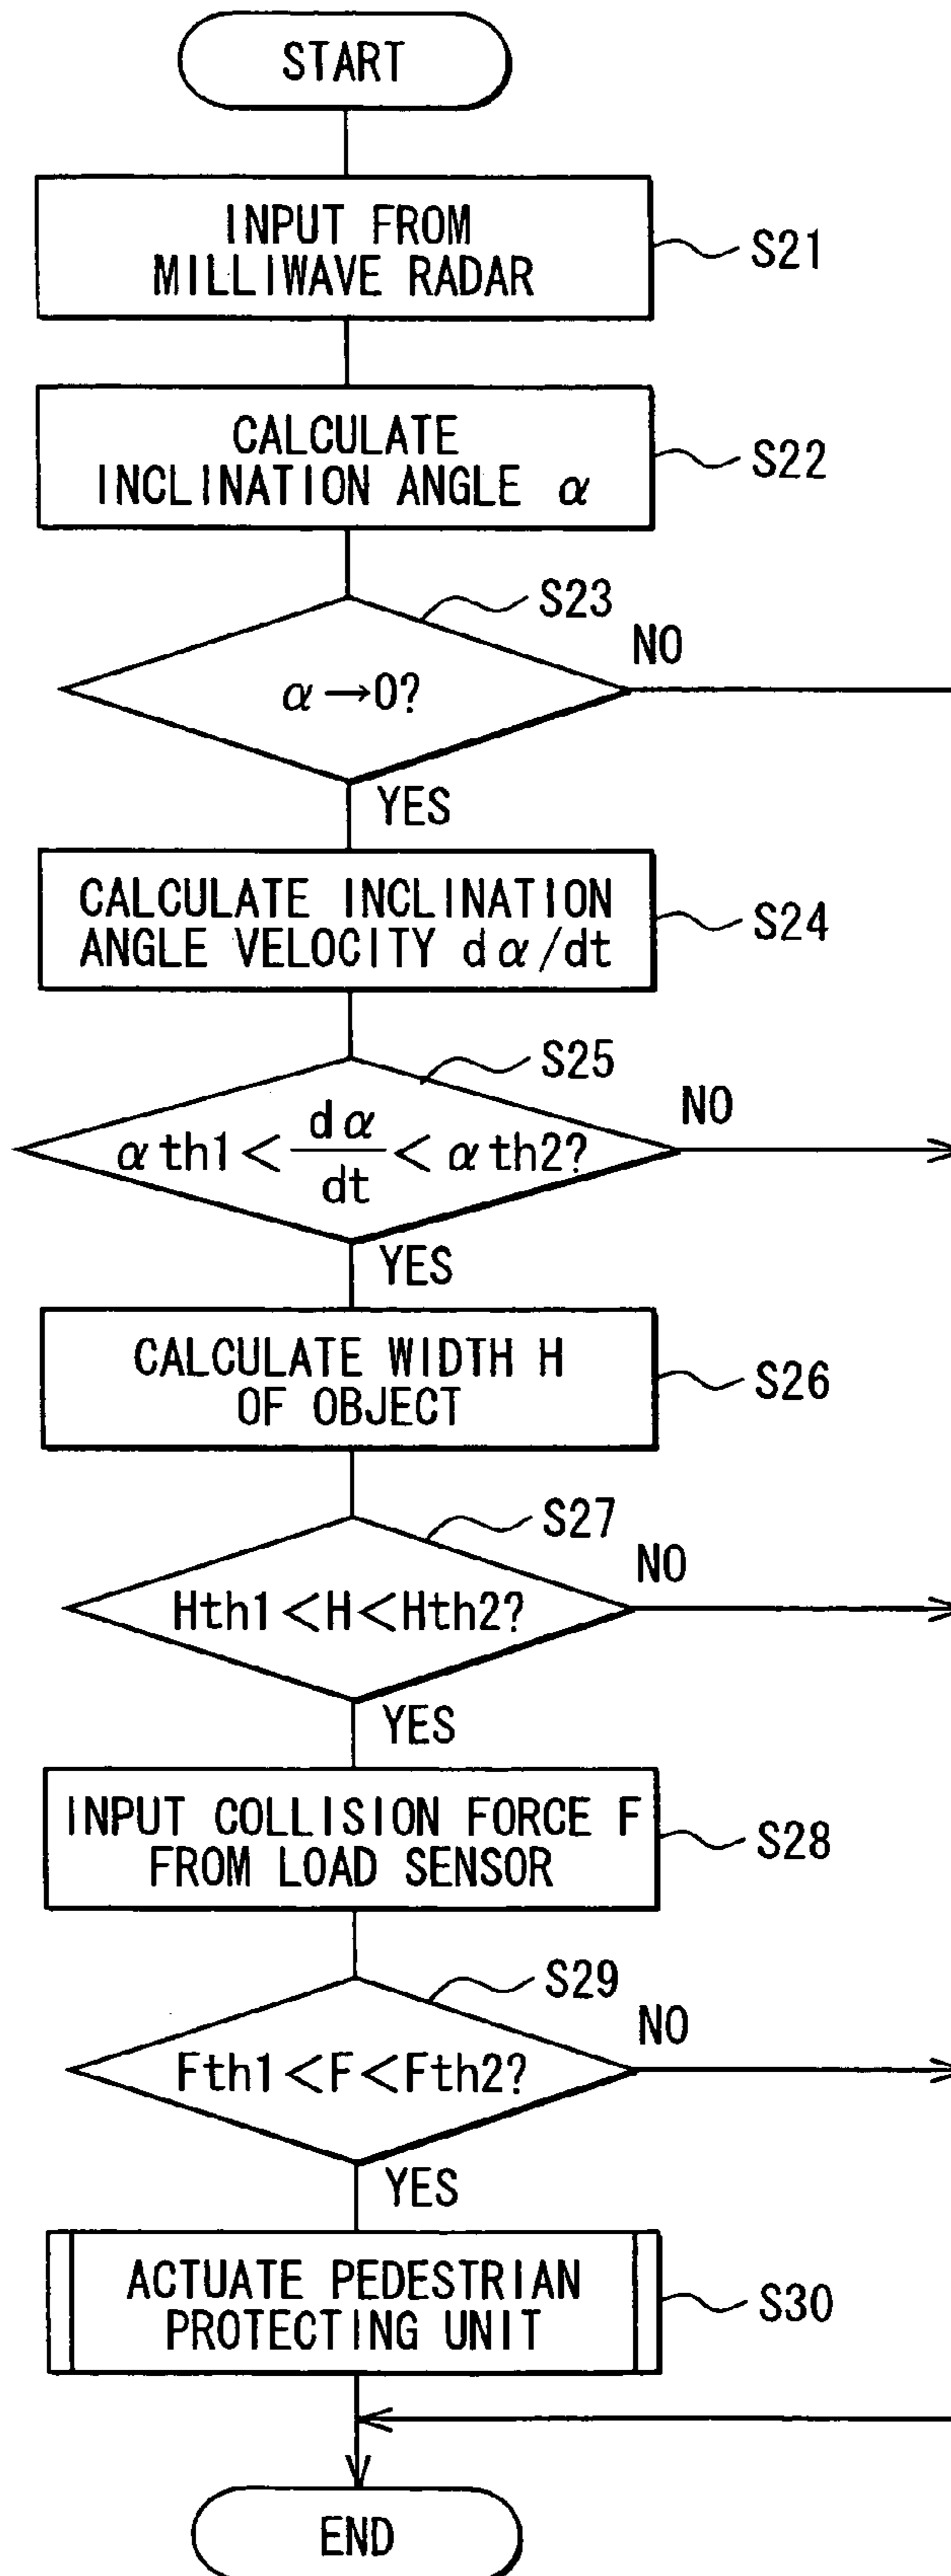 START
INPUT FROM
MILLIWAVE RADAR
S21
CALCULATE
INCLINATION ANGLE α
S22
S23
α→0?
NO
YES
CALCULATE INCLINATION
ANGLE VELOCITY dα/dt
S24
S25
αth1 < dα/dt < αth2?
NO
YES
CALCULATE WIDTH H
OF OBJECT
S26
S27
Hth1<H<Hth2?
NO
YES
INPUT COLLISION FORCE F
FROM LOAD SENSOR
S28
S29
Fth1<F<Fth2?
NO
YES
ACTUATE PEDESTRIAN
PROTECTING UNIT
S30
END